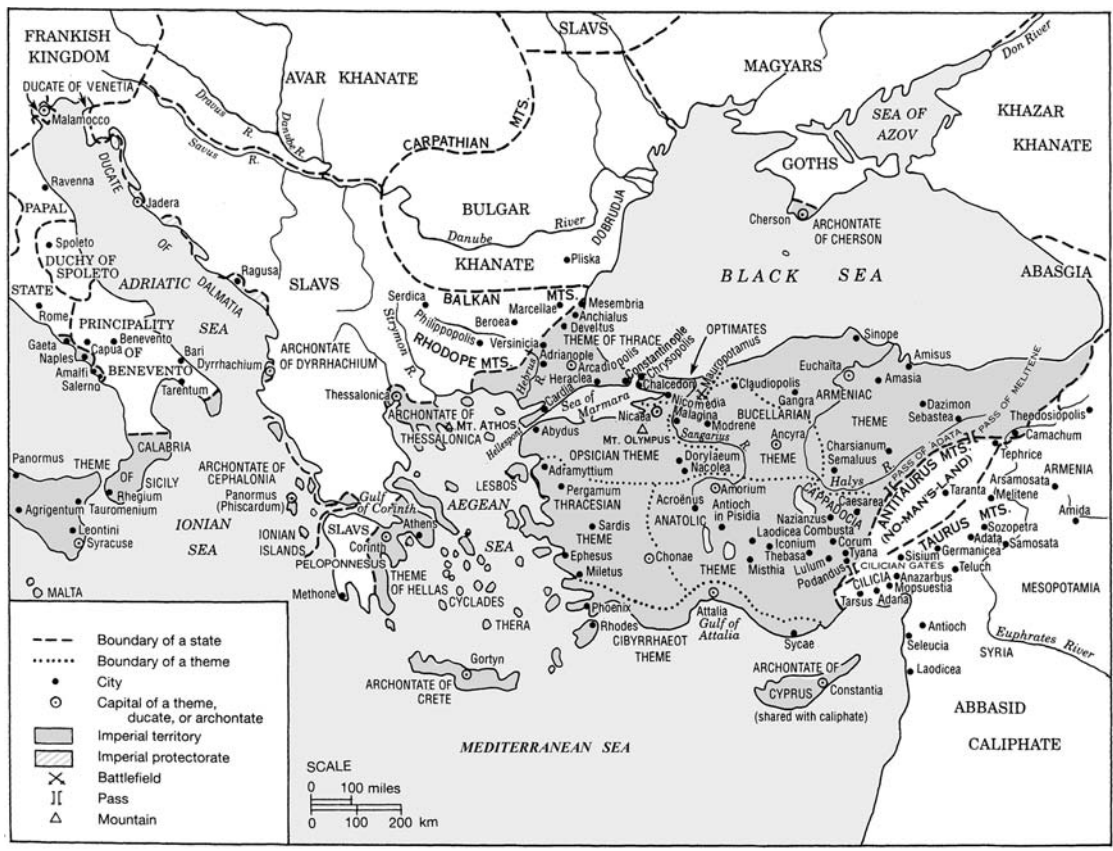 FRANKISH
KINGDOM
DUCATE OF VENETIA
Malamocco
AVAR KHANATE
Dravus
R.
Savus
R.
Danube R.
SLAVS
CARPATHIAN
MTS.
MAGYARS
Don River
SEA OF
AZOV
KHAZAR
KHANATE
GOTHS
Cherson
ARCHONTATE
OF CHERSON
Ravenna
PAPAL
STATE
Spoleto
DUCHY OF
SPOLETO
Rome
DUCATE
OF
DALMATIA
Jadera
Ragusa
ADRIATIC
SEA
SLAVS
BULGAR
KHANATE
Danube
River
DOBRUDJA
Pliska
BLACK SEA
ABASGIA
PRINCIPALITY
OF
BENEVENTO
Benevento
Gaeta
Naples
Capua
Amalfi
Salerno
Bari
Tarentum
Dyrrhachium
ARCHONTATE
OF DYRRHACHIUM
Serdica
BALKAN
MTS.
Marcellae
Mesembria
Anchialus
Develtus
Beroea
Philippopolis
Versinicia
THEME OF THRACE
RHODOPE MTS.
Strymon
R.
Adrianople
Arcadiopolis
Hebrus
R.
Heraclea
Constantinople
Chrysopolis
Chalcedon
OPTIMATES
Mauropotamus
Sinope
Amisus
Euchaïta
Amasia
ARMENIAC
THEME
Claudiopolis
Gangra
Dazimon
Sebastea
PASS OF MELITENE
Theodosiopolis
Camachum
Tephrice
ARMENIA
Thessalonica
ARCHONTATE OF
THESSALONICA
MT. ATHOS
Cardia
Sea of
Marmara
Hellespont
Abydus
Nicomedia
Nicaea
Malagina
Modrene
BUCELLARIAN
THEME
Sangarius
R.
MT. OLYMPUS
Ancyra
Charsianum
Semaluus
Halys
R.
PASS OF ADATA
OPSICIAN THEME
Dorylaeum
Nacolea
Adramyttium
LESBOS
Pergamum
THRACESIAN
THEME
Acroënus
Amorium
CAPPADOCIA
Caesarea
ANTITAURUS MTS.
(NO-MAN'S-LAND)
Arsamosata
Taranta
Melitene
Amida
TAURUS MTS.
Sozopetra
Adata
Samosata
Germanicea
Teluch
MESOPOTAMIA
Panormus
THEME
OF
SICILY
CALABRIA
Rhegium
Tauromenium
Agrigentum
Leontini
Syracuse
MALTA
IONIAN
SEA
ARCHONTATE OF
CEPHALONIA
Panormus
(Phiscardum)
IONIAN
ISLANDS
Gulf
of Corinth
SLAVS
PELOPONNESUS
Athens
Corinth
THEME
OF HELLAS
Methone
AEGEAN
SEA
CYCLADES
THERA
Sardis
Ephesus
Miletus
Chonae
ANATOLIC
THEME
Antioch
in Pisidia
Laodicea Combusta
Iconium
Thebasa
Misthia
Nazianzus
Corum
Tyana
Lulum
Podandus
CILICIAN GATES
Sisium
CILICIA
Anazarbus
Mopsuestia
Tarsus
Adana
Phoenix
Rhodes
Attalia
Gulf of
Attalia
CIBYRRHAEOT
THEME
Sycae
Antioch
Seleucia
SYRIA
Laodicea
Euphrates River
Gortyn
ARCHONTATE OF
CRETE
ARCHONTATE OF
CYPRUS
Constantia
(shared with caliphate)
ABBASID
CALIPHATE
MEDITERRANEAN SEA
Boundary of a state
Boundary of a theme
City
Capital of a theme,
ducate, or archontate
Imperial territory
Imperial protectorate
Battlefield
Pass
Mountain
SCALE
0 100 miles
0 100 200 km